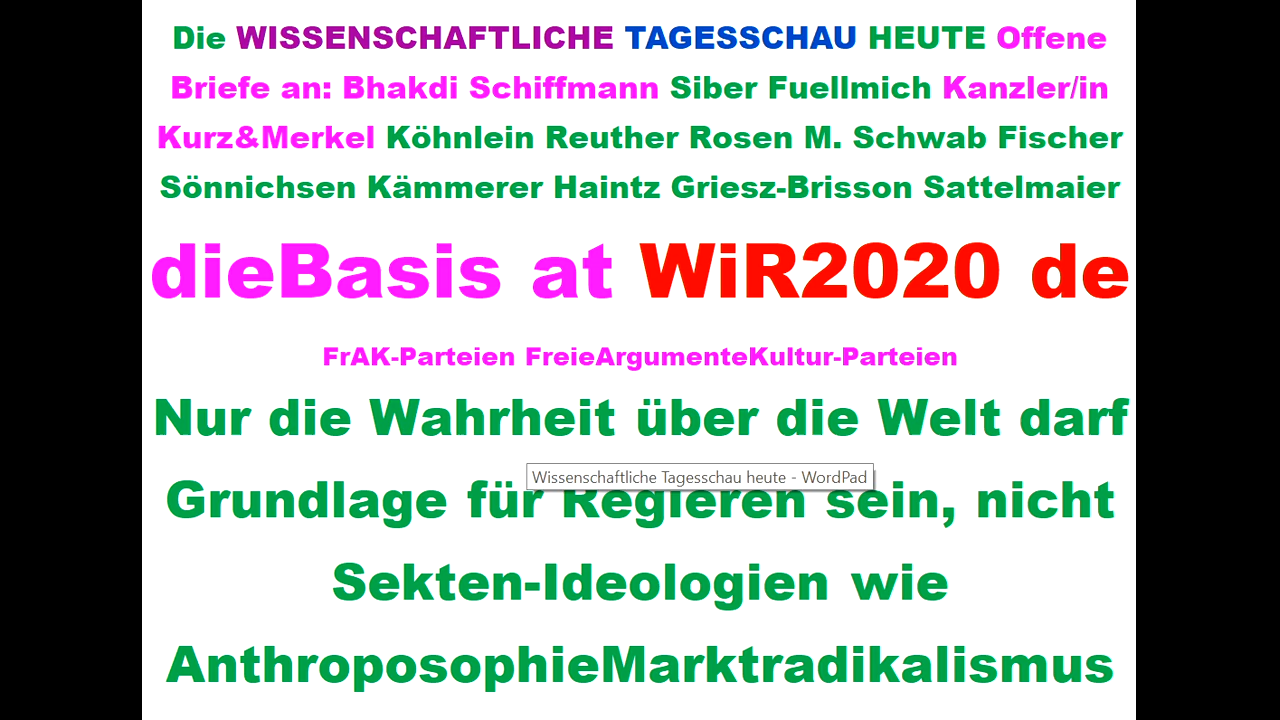 Die WISSENSCHAFTLICHE TAGESSCHAU HEUTE Offene
Briefe an: Bhakdi Schiffmann Siber Fuellmich Kanzler/in
Kurz&Merkel Köhnlein Reuther Rosen M. Schwab Fischer
Sönnichsen Kämmerer Haintz Griesz-Brisson Sattelmaier
dieBasis at WiR2020 de
FrAK-Parteien FreieArgumenteKultur-Parteien
Nur die Wahrheit über die Welt darf
Wissenschaftliche Tagesschau heute - WordPad
Grundlage für Regieren sein, nicht
Sekten-Ideologien wie
AnthroposophieMarktradikalismus